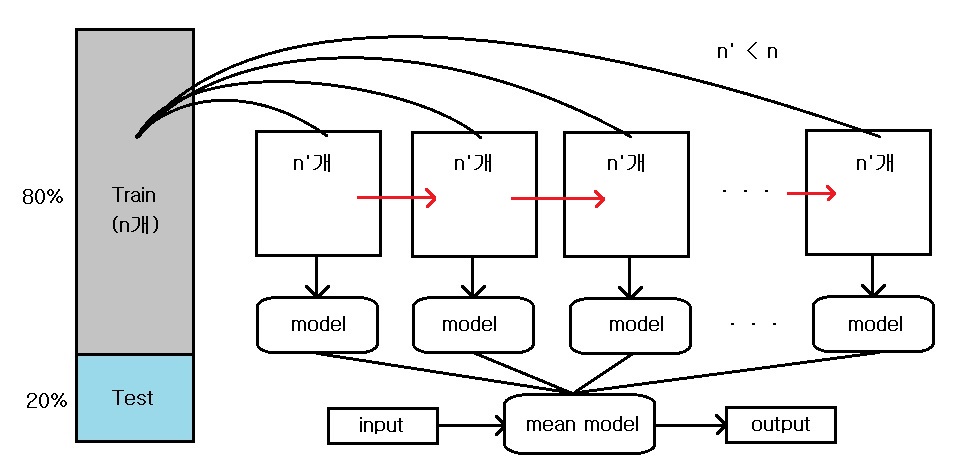 n' < n
n'개
n'개
n'개
n'개
80%
Train
(n개)
. . .
model
model
model
. . .
model
20%
Test
input
mean model
output